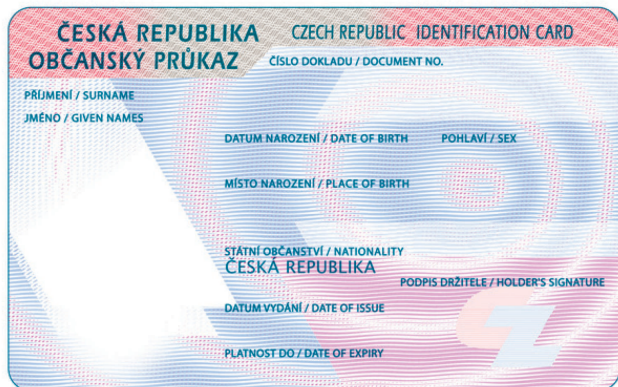 ČESKÁ REPUBLIKA CZECH REPUBLIC IDENTIFICATION CARD
OBČANSKÝ PRŮKAZ ČÍSLO DOKLADU / DOCUMENT NO.
PŘÍJMENÍ / SURNAME
JMÉNO / GIVEN NAMES
DATUM NAROZENÍ / DATE OF BIRTH POHLAVÍ / SEX
MÍSTO NAROZENÍ / PLACE OF BIRTH
STÁTNÍ OBČANSTVÍ / NATIONALITY
ČESKÁ REPUBLIKA
PODPIS DRŽITELE / HOLDER'S SIGNATURE
DATUM VYDÁNÍ / DATE OF ISSUE
CZ
PLATNOST DO / DATE OF EXPIRY